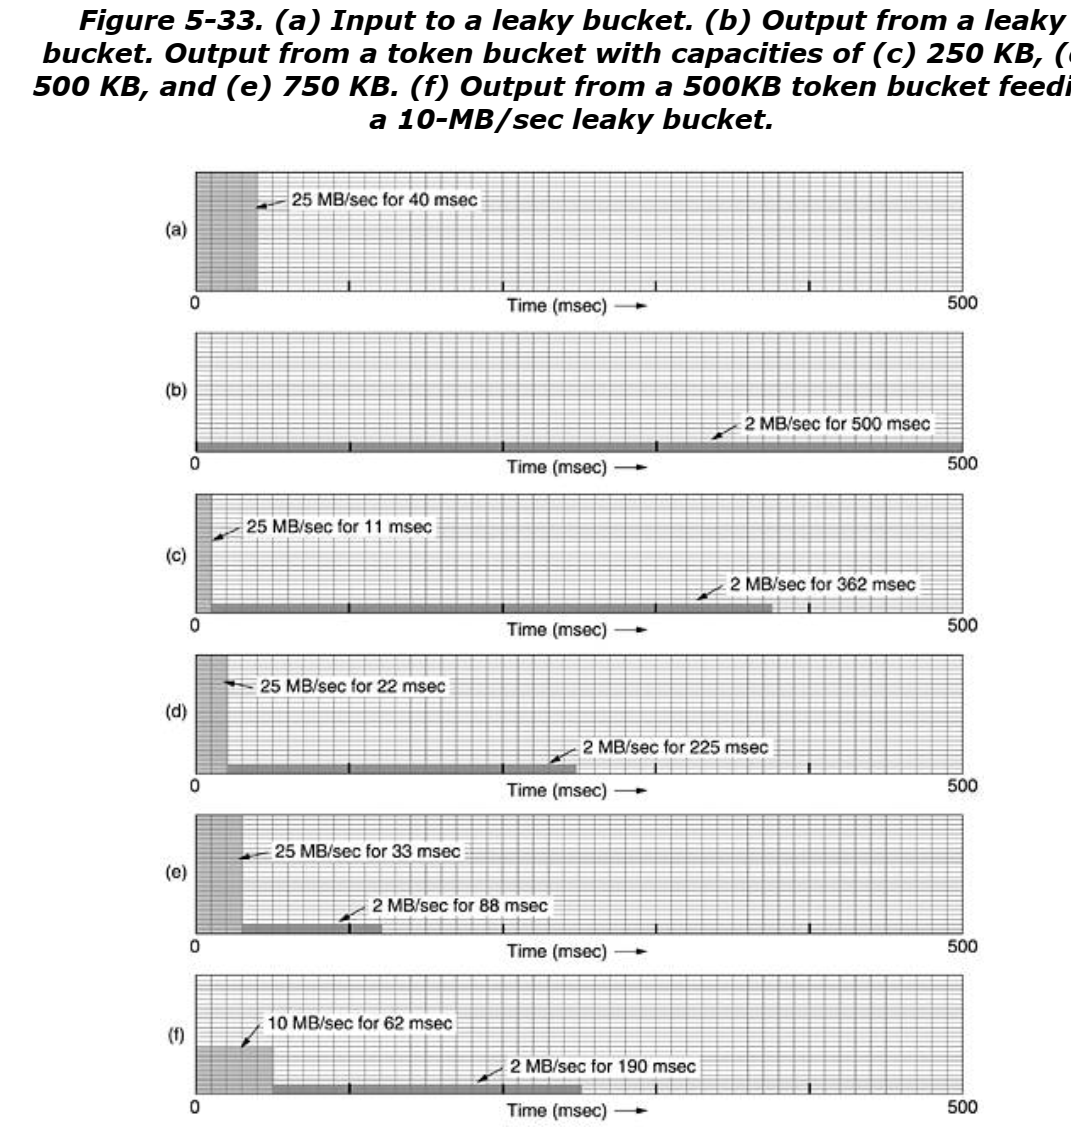 Figure 5-33. (a) Input to a leaky bucket. (b) Output from a leaky
bucket. Output from a token bucket with capacities of (c) 250 KB,
500 KB, and (e) 750 KB. (f) Output from a 500KB token bucket
a 10-MB/sec leaky bucket.
25 MB/sec for 40 msec
(a)
0 Time (msec) 500
(b)
2 MB/sec for 500 msec
0 Time (msec) 500
25 MB/sec for 11 msec
(c)
2 MB/sec for 362 msec
0 Time (msec) 500
25 MB/sec for 22 msec
(d)
2 MB/sec for 225 msec
0 Time (msec) 500
25 MB/sec for 33 msec
(e)
2 MB/sec for 88 msec
0 Time (msec) 500
10 MB/sec for 62 msec
(f)
2 MB/sec for 190 msec
0 Time (msec) 500